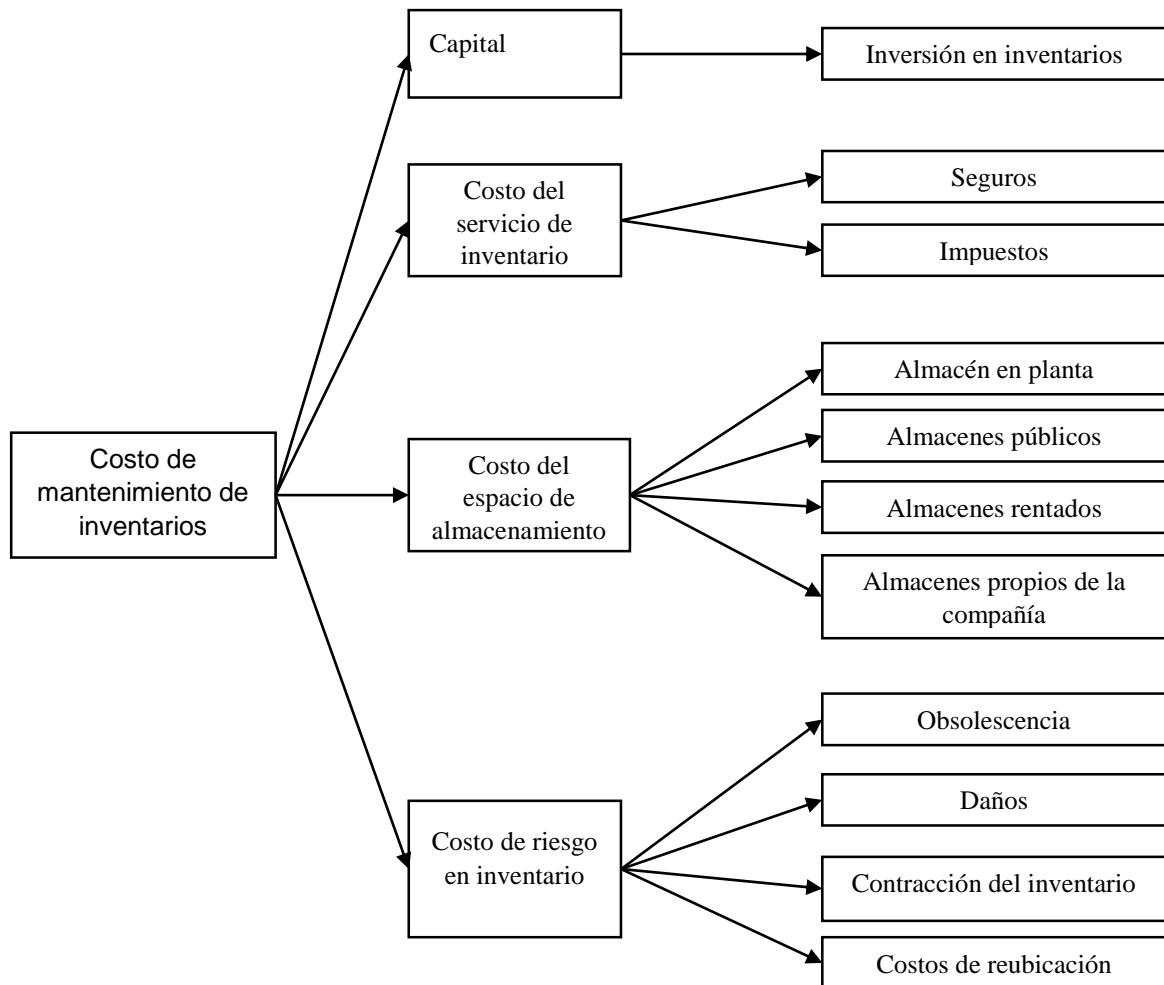 Capital
Inversión en inventarios
Costo del
servicio de
inventario
Seguros
Impuestos
Costo de
mantenimiento de
inventarios
Costo del
espacio de
almacenamiento
Almacén en planta
Almacenes públicos
Almacenes rentados
Almacenes propios de la
compañía
Costo de riesgo
en inventario
Obsolescencia
Daños
Contracción del inventario
Costos de reubicación